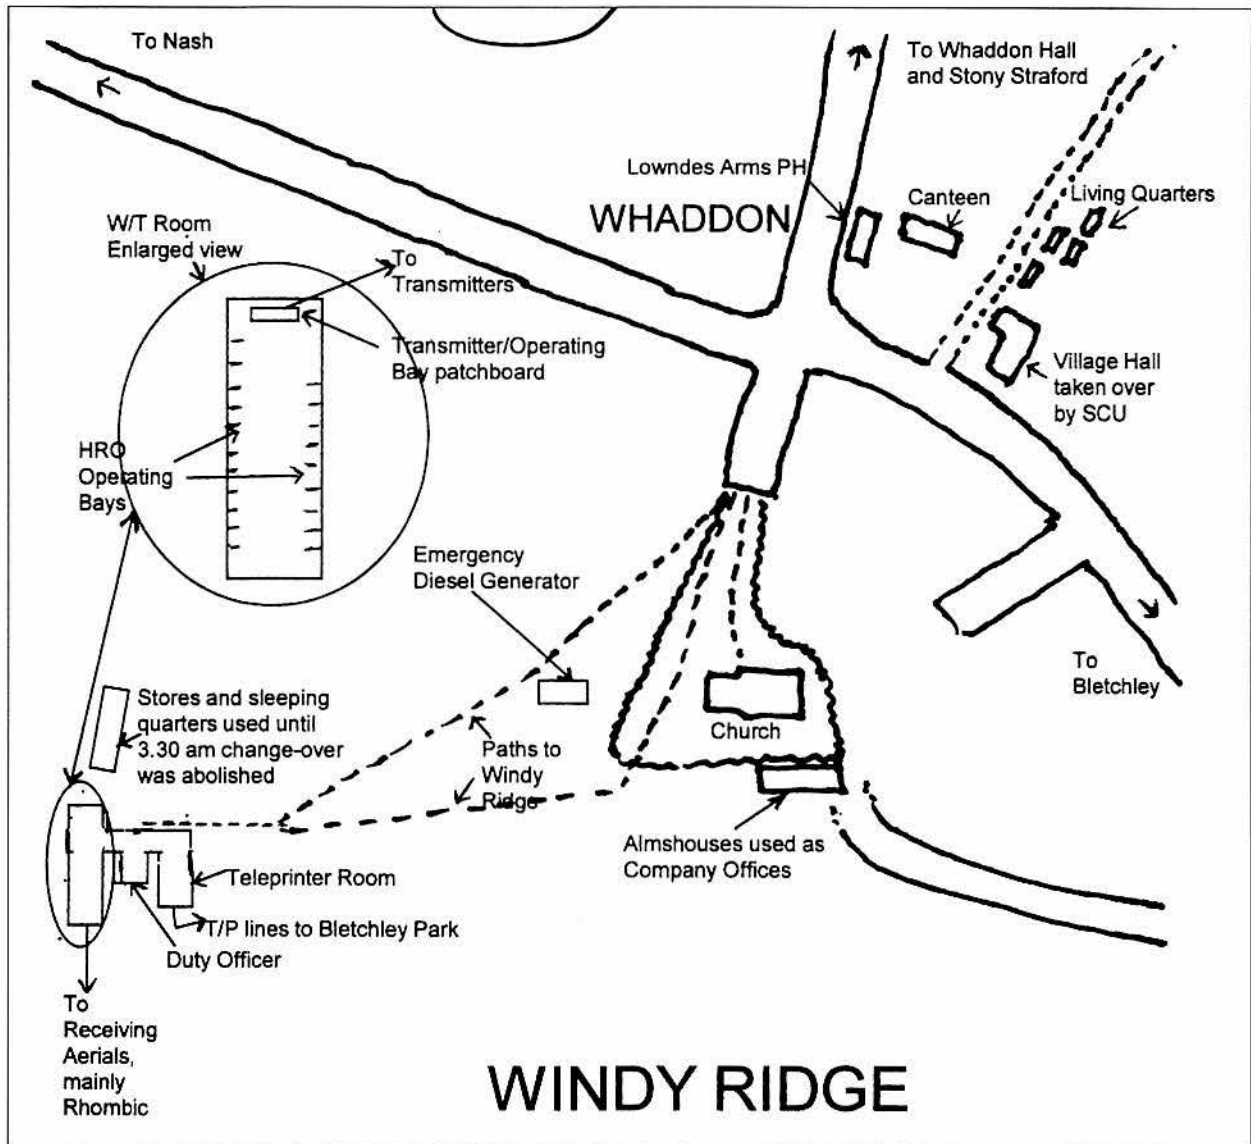 To Nash
To Whaddon Hall
and Stony Straford
Lowndes Arms PH
WHADDON
Canteen
Living Quarters
W/T Room
Enlarged view
To
Transmitters
Transmitter/Operating
Bay patchboard
Village Hall
taken over
by SCU
HRO
Operating
Bays
Emergency
Diesel Generator
To
Bletchley
Stores and sleeping
quarters used until
3.30 am change-over
was abolished
Church
Paths to
Windy
Ridge
Almshouses used as
Company Offices
Teleprinter Room
T/P lines to Bletchley Park
Duty Officer
To
Receiving
Aerials,
mainly
Rhombic
WINDY RIDGE